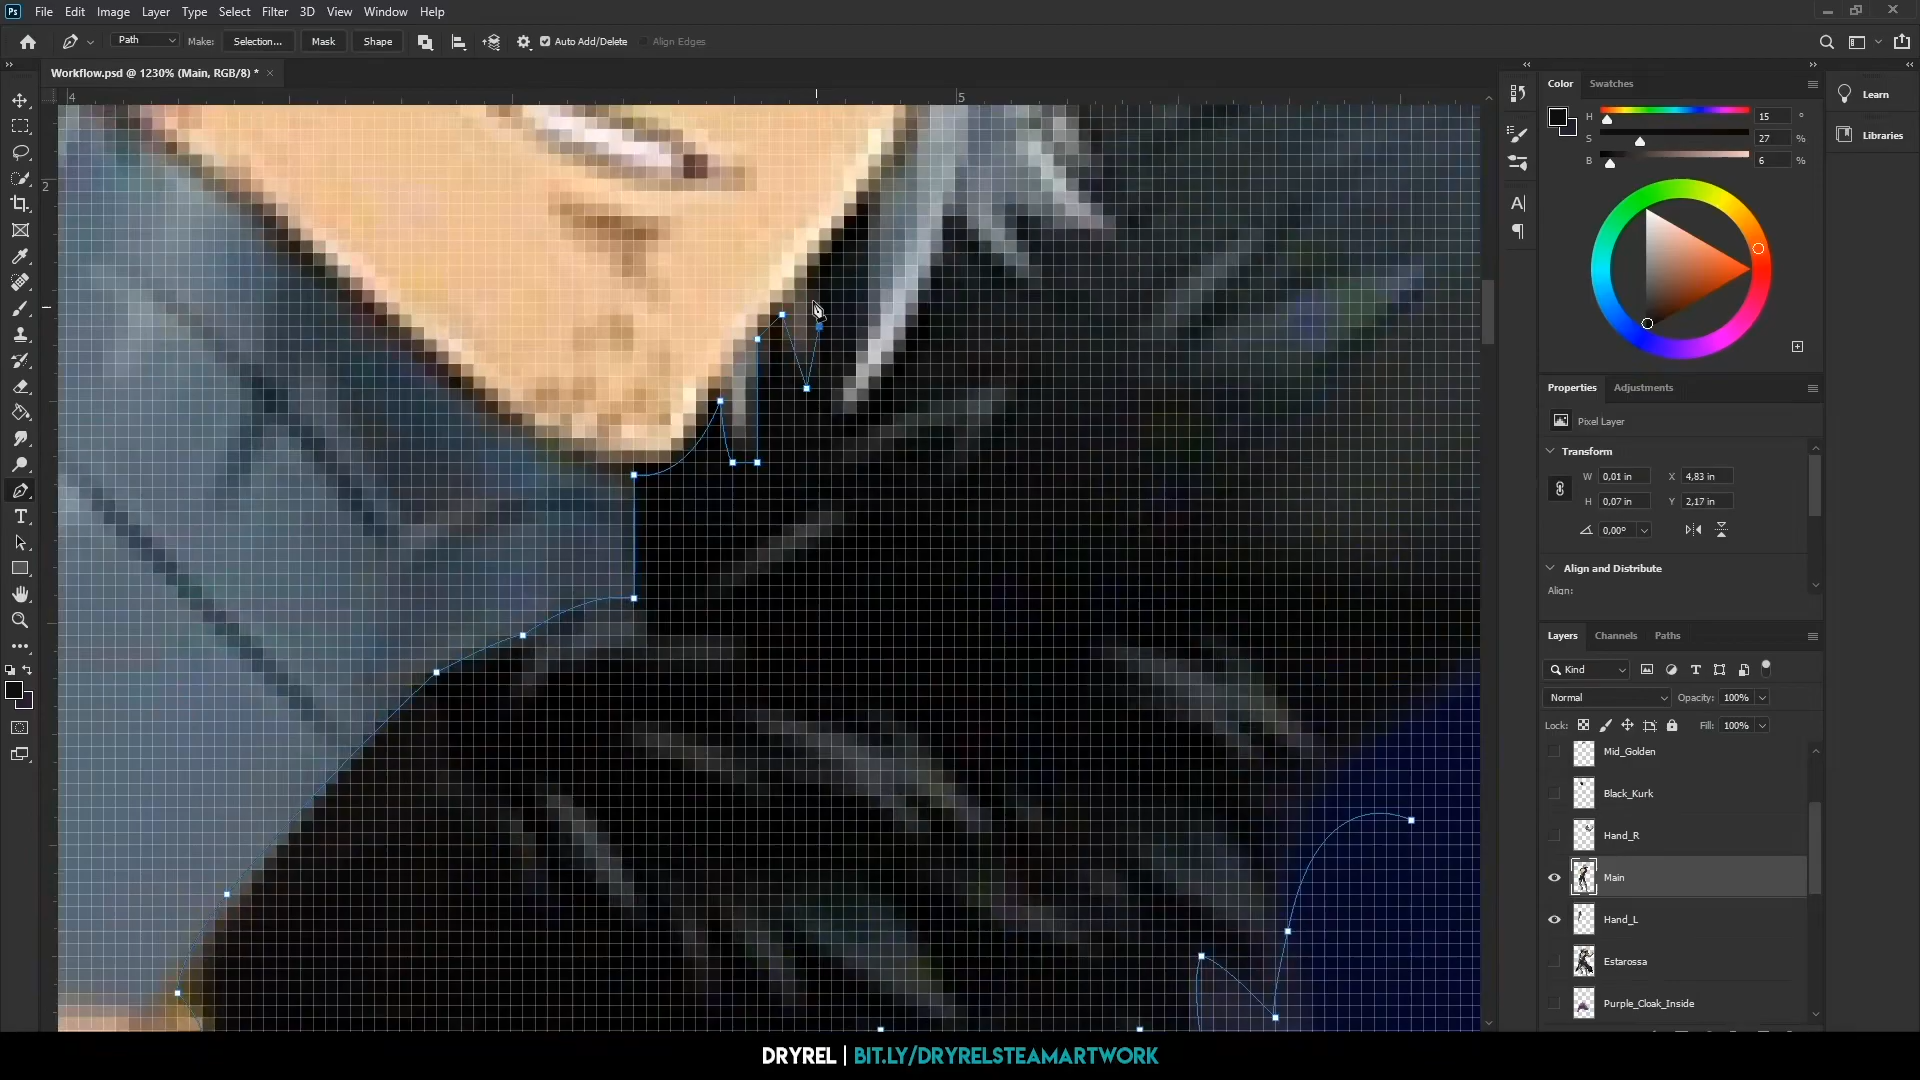 Ps File Edit Image Layer Type Select Filter 3D View Window Help
Path Make: Selection... Mask Shape Auto Add/Delete Align Edges
Workflow.psd @ 1230% (Main, RGB/8) * ×
4 5
2
Color Swatches
H 15 °
S 27 %
B 6 %
Learn
Libraries
Properties Adjustments
Pixel Layer
Transform
W 0,01 in X 4,83 in
H 0,07 in Y 2,17 in
0,00°
Align and Distribute
Align:
Layers Channels Paths
Kind
Normal Opacity: 100%
Lock: Fill: 100%
Mid_Golden
Black_Kurk
Hand_R
Main
Hand_L
Estarossa
Purple_Cloak_Inside
DRYREL | BIT.LY/DRYRELSTEAMARTWORK